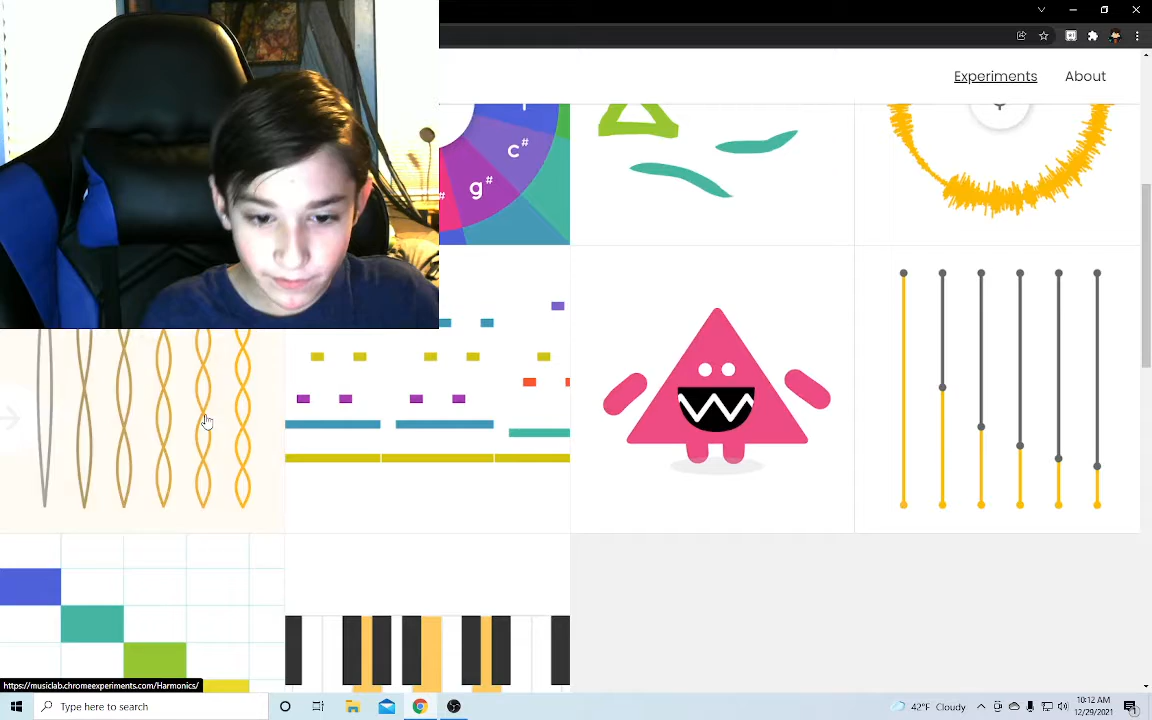 Experiments About
f
c#
g#
#
https://musiclab.chromeexperiments.com/Harmonics/
Type here to search
42°F Cloudy
10:12 AM
12/29/2021
1